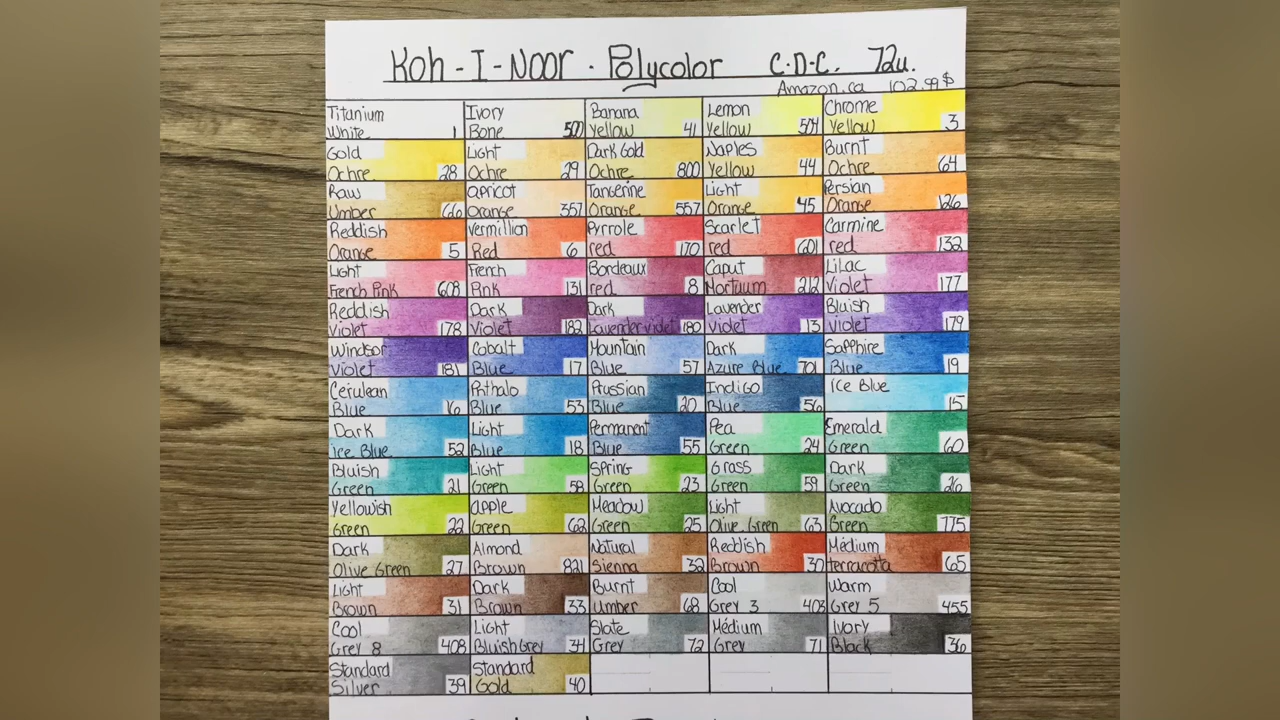 Koh-I-Noor. Polycolor C.D.C. 72u.
Amazon.ca 102.99$
Titanium White 1
Ivory Bone 500
Banana Yellow 41
Lemon Yellow 504
Chrome Yellow 3
Gold Ochre 28
Light Ochre 29
Dark Gold Ochre 800
Naples Yellow 44
Burnt Ochre 64
Raw Umber 66
apricot Orange 357
Tangerine Orange 557
Light Orange 45
Persian Orange 126
Reddish Orange 5
Vermillion Red 6
Pyrrole red 170
Scarlet red 601
Carmine red 132
Light French Pink 608
French Pink 131
Bordeaux red 8
Caput Mortuum 212
Lilac Violet 177
Reddish Violet 178
Dark Violet 182
Dark Lavender violet 180
Lavender Violet 13
Bluish Violet 179
Windsor Violet 181
Cobalt Blue 17
Mountain Blue 57
Dark Azure Blue 701
Sapphire Blue 19
Cerulean Blue 16
Phthalo Blue 53
Prussian Blue 20
Indigo Blue 56
Ice Blue 15
Dark Ice Blue 52
Light Blue 18
Permanent Blue 55
Pea Green 24
Emerald Green 60
Bluish Green 21
Light Green 58
Spring Green 23
Grass Green 59
Dark Green 26
Yellowish Green 22
apple Green 62
Meadow Green 25
Light Olive Green 63
Avocado Green 775
Dark Olive Green 27
Almond Brown 821
Natural Sienna 32
Reddish Brown 30
Médium terracotta 65
Light Brown 31
Dark Brown 33
Burnt Umber 68
Cool Grey 3 403
Warm Grey 5 455
Cool Grey 8 408
Light Bluish Grey 34
Slate Grey 72
Médium Grey 71
Ivory Black 36
Standard Silver 39
Standard Gold 40